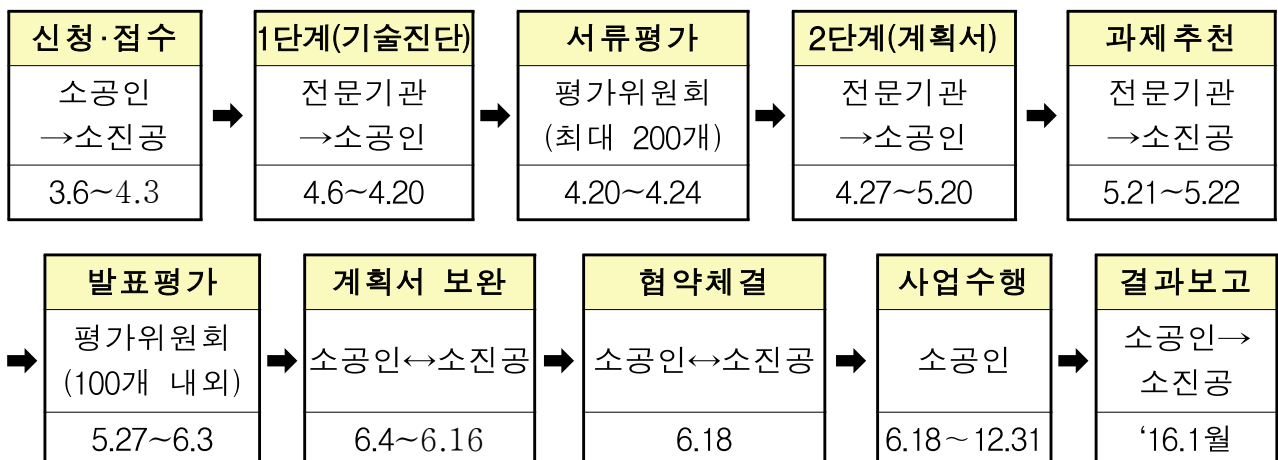 신청·접수
소공인
→소진공
3.6~4.3
1단계(기술진단)
전문기관
→소공인
4.6~4.20
서류평가
평가위원회
(최대 200개)
4.20~4.24
2단계(계획서)
전문기관
→소공인
4.27~5.20
과제추천
전문기관
→소진공
5.21~5.22
발표평가
평가위원회
(100개 내외)
5.27~6.3
계획서 보완
소공인↔소진공
6.4~6.16
협약체결
소공인↔소진공
6.18
사업수행
소공인
6.18~12.31
결과보고
소공인→
소진공
‘16.1월